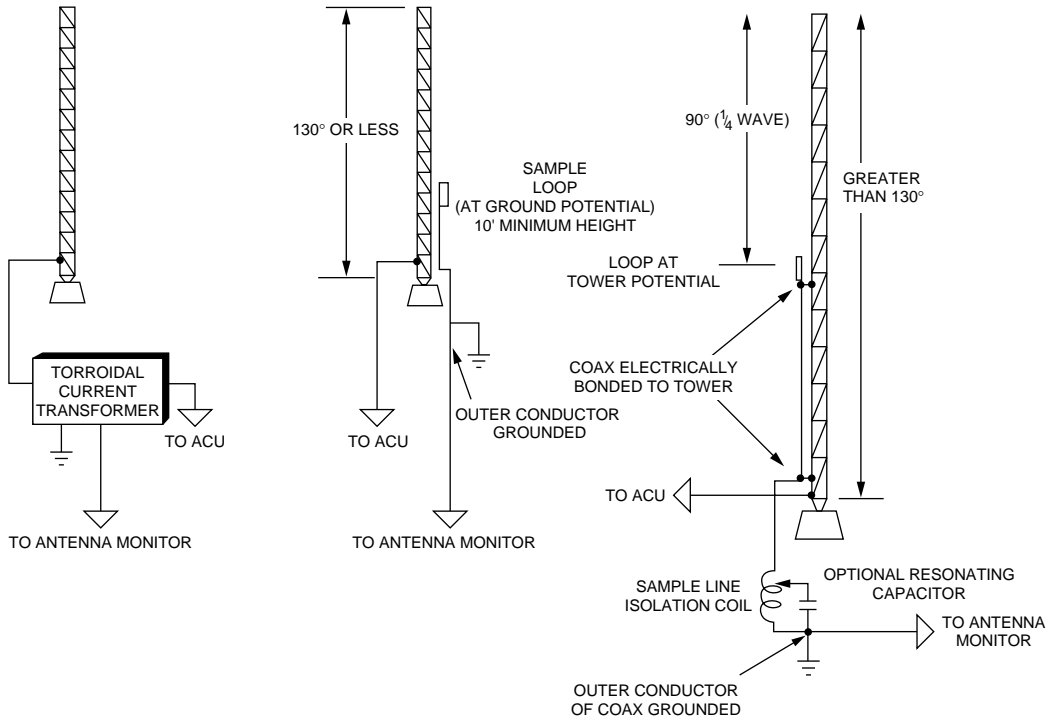 TORROIDAL
CURRENT
TRANSFORMER
TO ACU
TO ANTENNA MONITOR
130° OR LESS
SAMPLE
LOOP
(AT GROUND POTENTIAL)
10' MINIMUM HEIGHT
OUTER CONDUCTOR
GROUNDED
TO ACU
TO ANTENNA MONITOR
90° (1/4 WAVE)
GREATER
THAN 130°
LOOP AT
TOWER POTENTIAL
COAX ELECTRICALLY
BONDED TO TOWER
TO ACU
SAMPLE LINE
ISOLATION COIL
OPTIONAL RESONATING
CAPACITOR
TO ANTENNA
MONITOR
OUTER CONDUCTOR
OF COAX GROUNDED